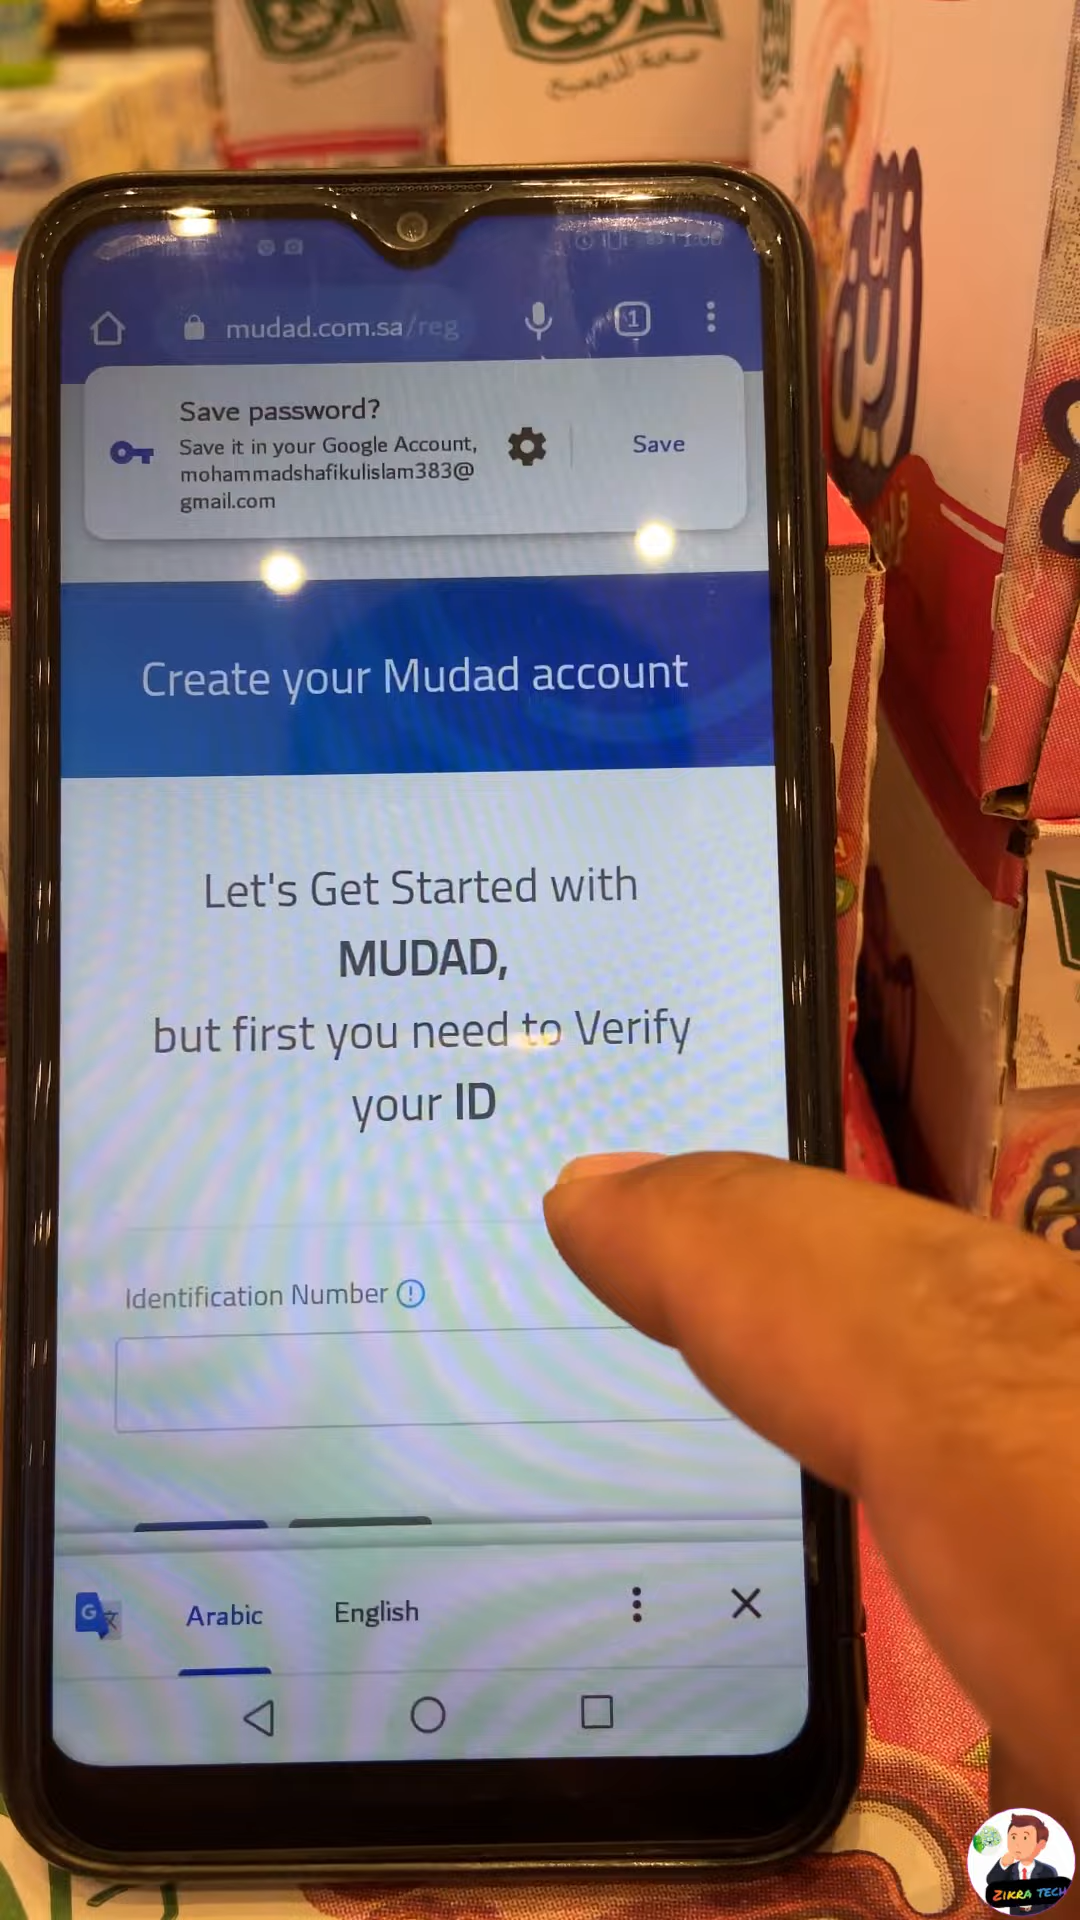 الربيع
mudad.com.sa/reg
1
Save password?
Save it in your Google Account,
mohammadshafikulislam383@
gmail.com
Save
Create your Mudad account
Let's Get Started with
MUDAD,
but first you need to Verify
your ID
Identification Number
Arabic
English
ZIKRA TECH